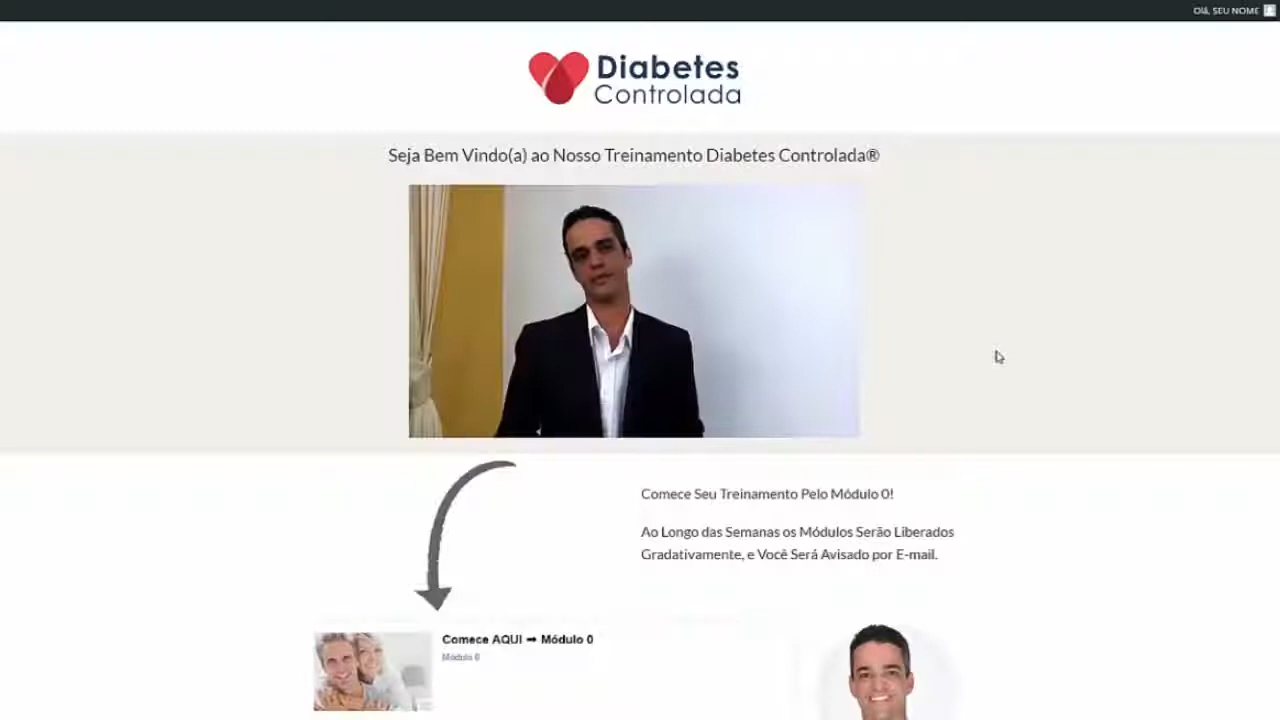 Olá, SEU NOME
Diabetes
Controlada
Seja Bem Vindo(a) ao Nosso Treinamento Diabetes Controlada®
Comece Seu Treinamento Pelo Módulo 0!
Ao Longo das Semanas os Módulos Serão Liberados
Gradativamente, e Você Será Avisado por E-mail.
Comece AQUI ➡ Módulo 0
Módulo 0